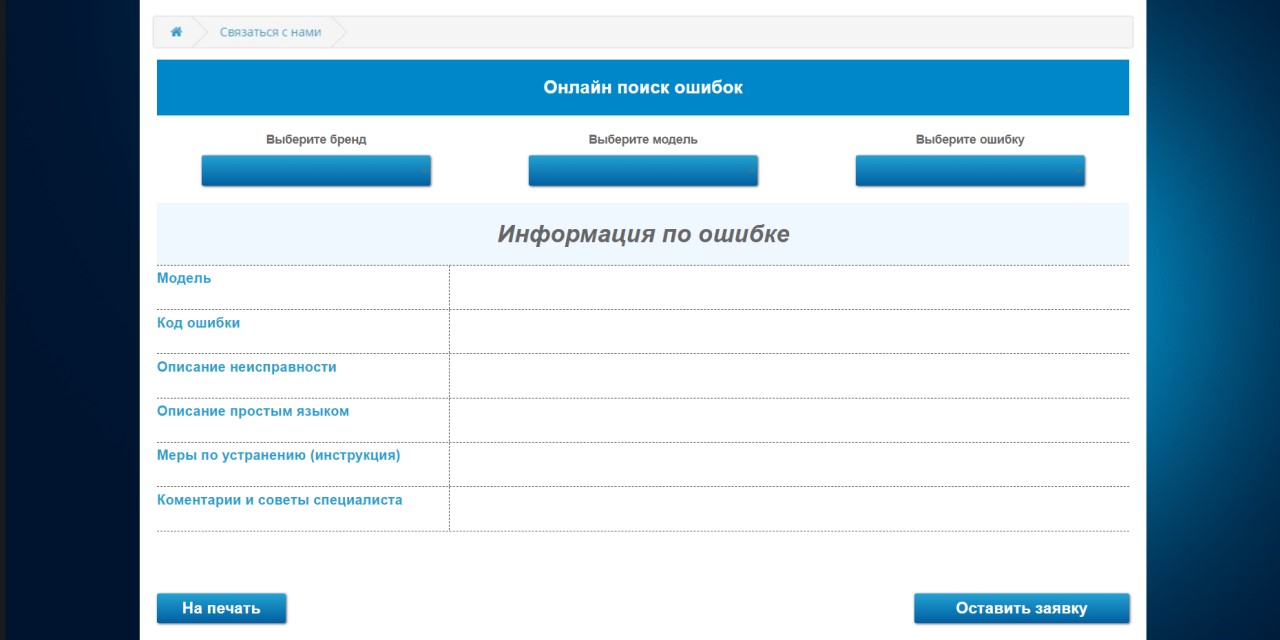 Связаться с нами
Онлайн поиск ошибок
Выберите бренд
Выберите модель
Выберите ошибку
Информация по ошибке
Модель
Код ошибки
Описание неисправности
Описание простым языком
Меры по устранению (инструкция)
Коментарии и советы специалиста
На печать
Оставить заявку